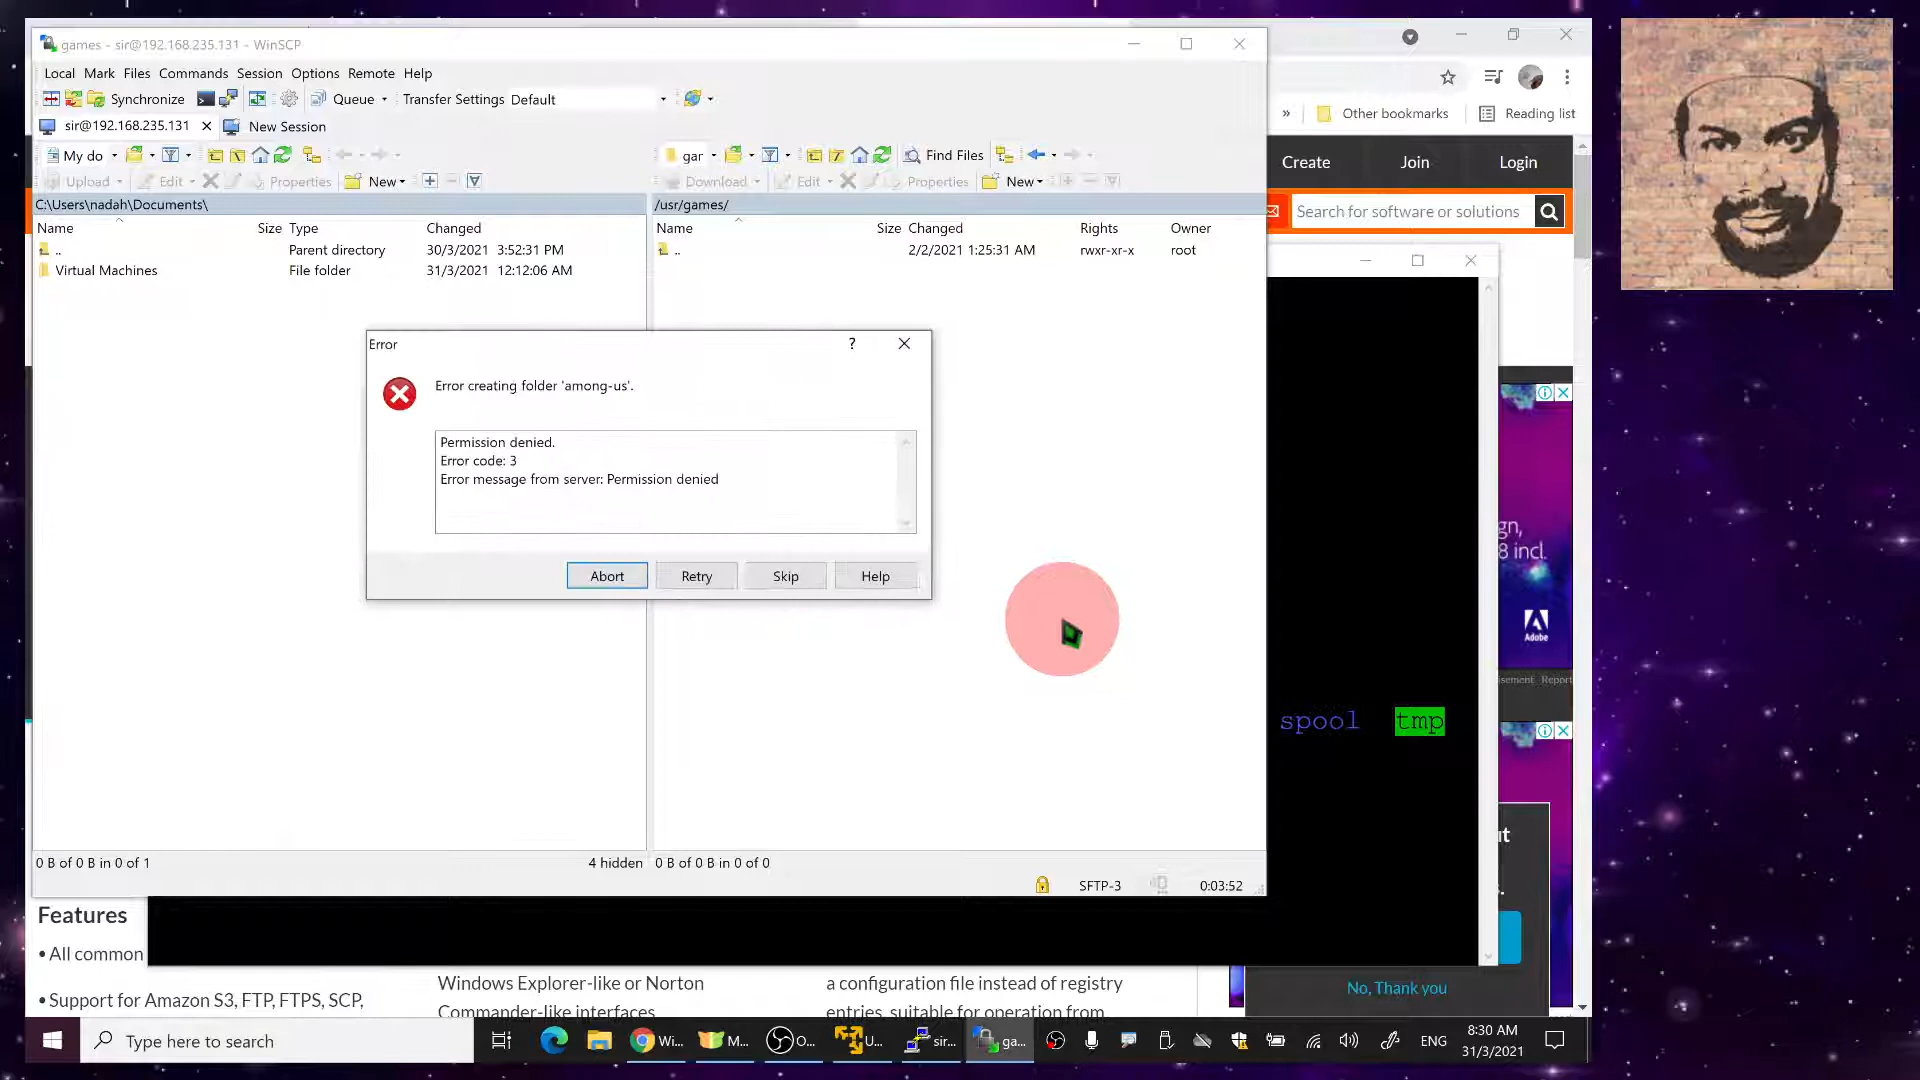 games - sir@192.168.235.131 - WinSCP
Local Mark Files Commands Session Options Remote Help
Synchronize Queue Transfer Settings Default
sir@192.168.235.131 New Session
Other bookmarks Reading list
My do gar Find Files
Create Join Login
Upload Edit Properties New Download Edit Properties New
C:\Users\nadah\Documents\ /usr/games/
Search for software or solutions
Name Size Type Changed Name Size Changed Rights Owner
.. Parent directory 30/3/2021 3:52:31 PM .. 2/2/2021 1:25:31 AM rwxr-xr-x root
Virtual Machines File folder 31/3/2021 12:12:06 AM
Error
Error creating folder 'among-us'.
Permission denied.
Error code: 3
Error message from server: Permission denied
Abort Retry Skip Help
gn,
8 incl.
Adobe
isement Report
spool tmp
0 B of 0 B in 0 of 1 4 hidden 0 B of 0 B in 0 of 0
SFTP-3 0:03:52
Features
• All common
• Support for Amazon S3, FTP, FTPS, SCP,
Windows Explorer-like or Norton
Commander-like interfaces
a configuration file instead of registry
entries, suitable for operation from
No, Thank you
Type here to search
Wi... M... O... U... sir... ga...
ENG
8:30 AM
31/3/2021